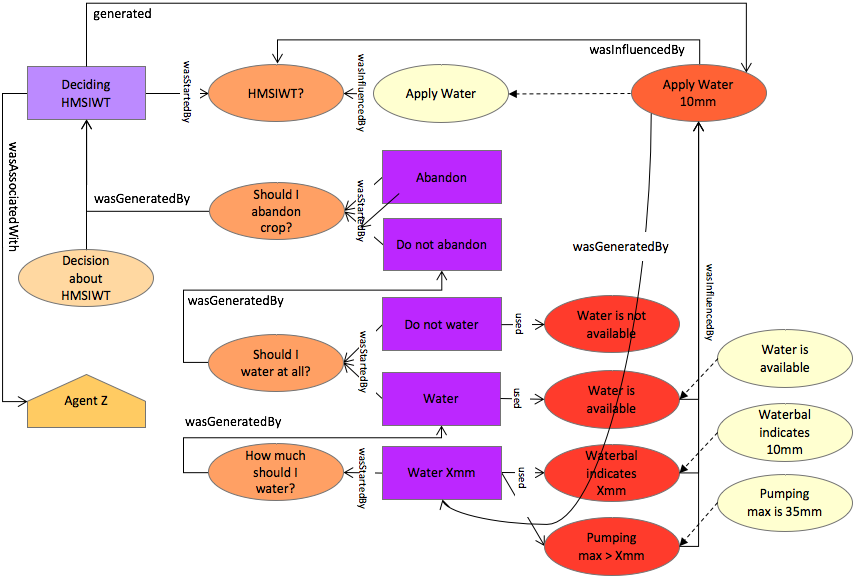 generated
wasInfluencedBy
Deciding
HMSIWT
wasStartedBy
HMSIWT?
wasInfluencedBy
Apply Water
Apply Water
10mm
wasAssociatedWith
Abandon
Should I
abandon
crop?
wasStartedBy
wasGeneratedBy
Do not abandon
wasGeneratedBy
Decision
about
HMSIWT
wasInfluencedBy
wasGeneratedBy
Do not water
used
Water is not
available
Should I
water at all?
wasStartedBy
Water is
available
Agent Z
Water
used
Water is
available
wasGeneratedBy
Waterbal
indicates
10mm
How much
should I
water?
wasStartedBy
Water Xmm
used
Waterbal
indicates
Xmm
Pumping
max is 35mm
Pumping
max > Xmm